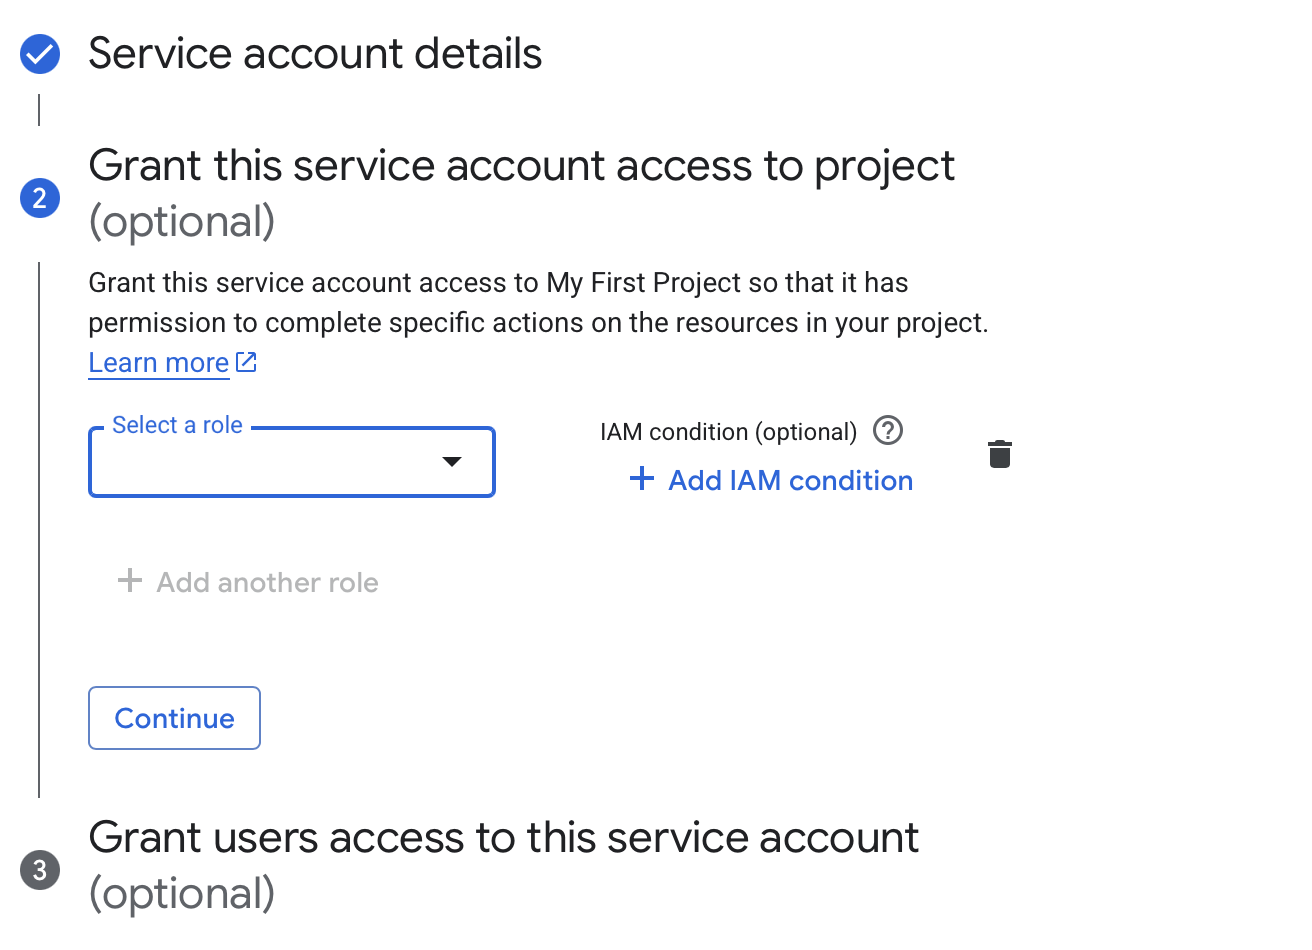 Service account details
Grant this service account access to project
2
(optional)
Grant this service account access to My First Project so that it has
permission to complete specific actions on the resources in your project.
Learn more
Select a role
IAM condition (optional) ?
+ Add IAM condition
+ Add another role
Continue
Grant users access to this service account
3
(optional)